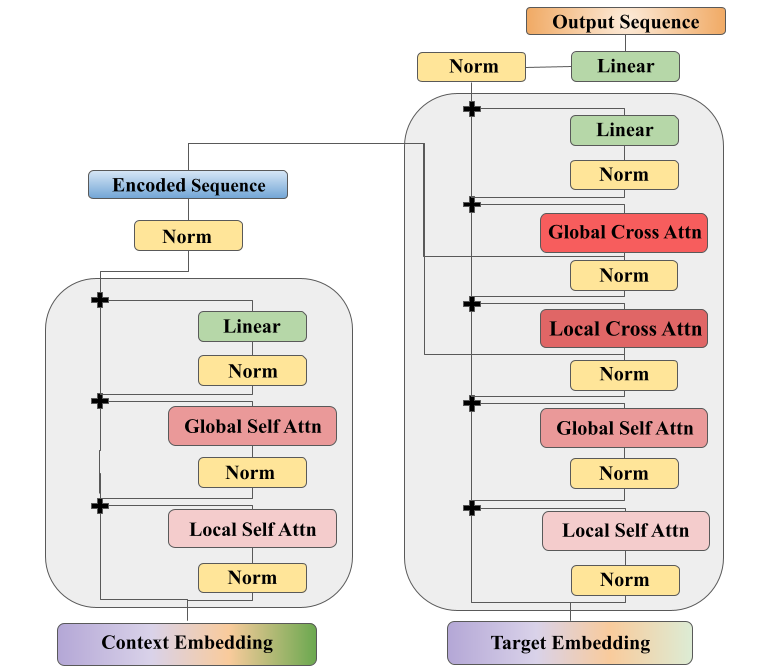 Output Sequence
Norm
Linear
Linear
Norm
Global Cross Attn
Norm
Local Cross Attn
Norm
Global Self Attn
Norm
Local Self Attn
Norm
Target Embedding
Encoded Sequence
Norm
Linear
Norm
Global Self Attn
Norm
Local Self Attn
Norm
Context Embedding